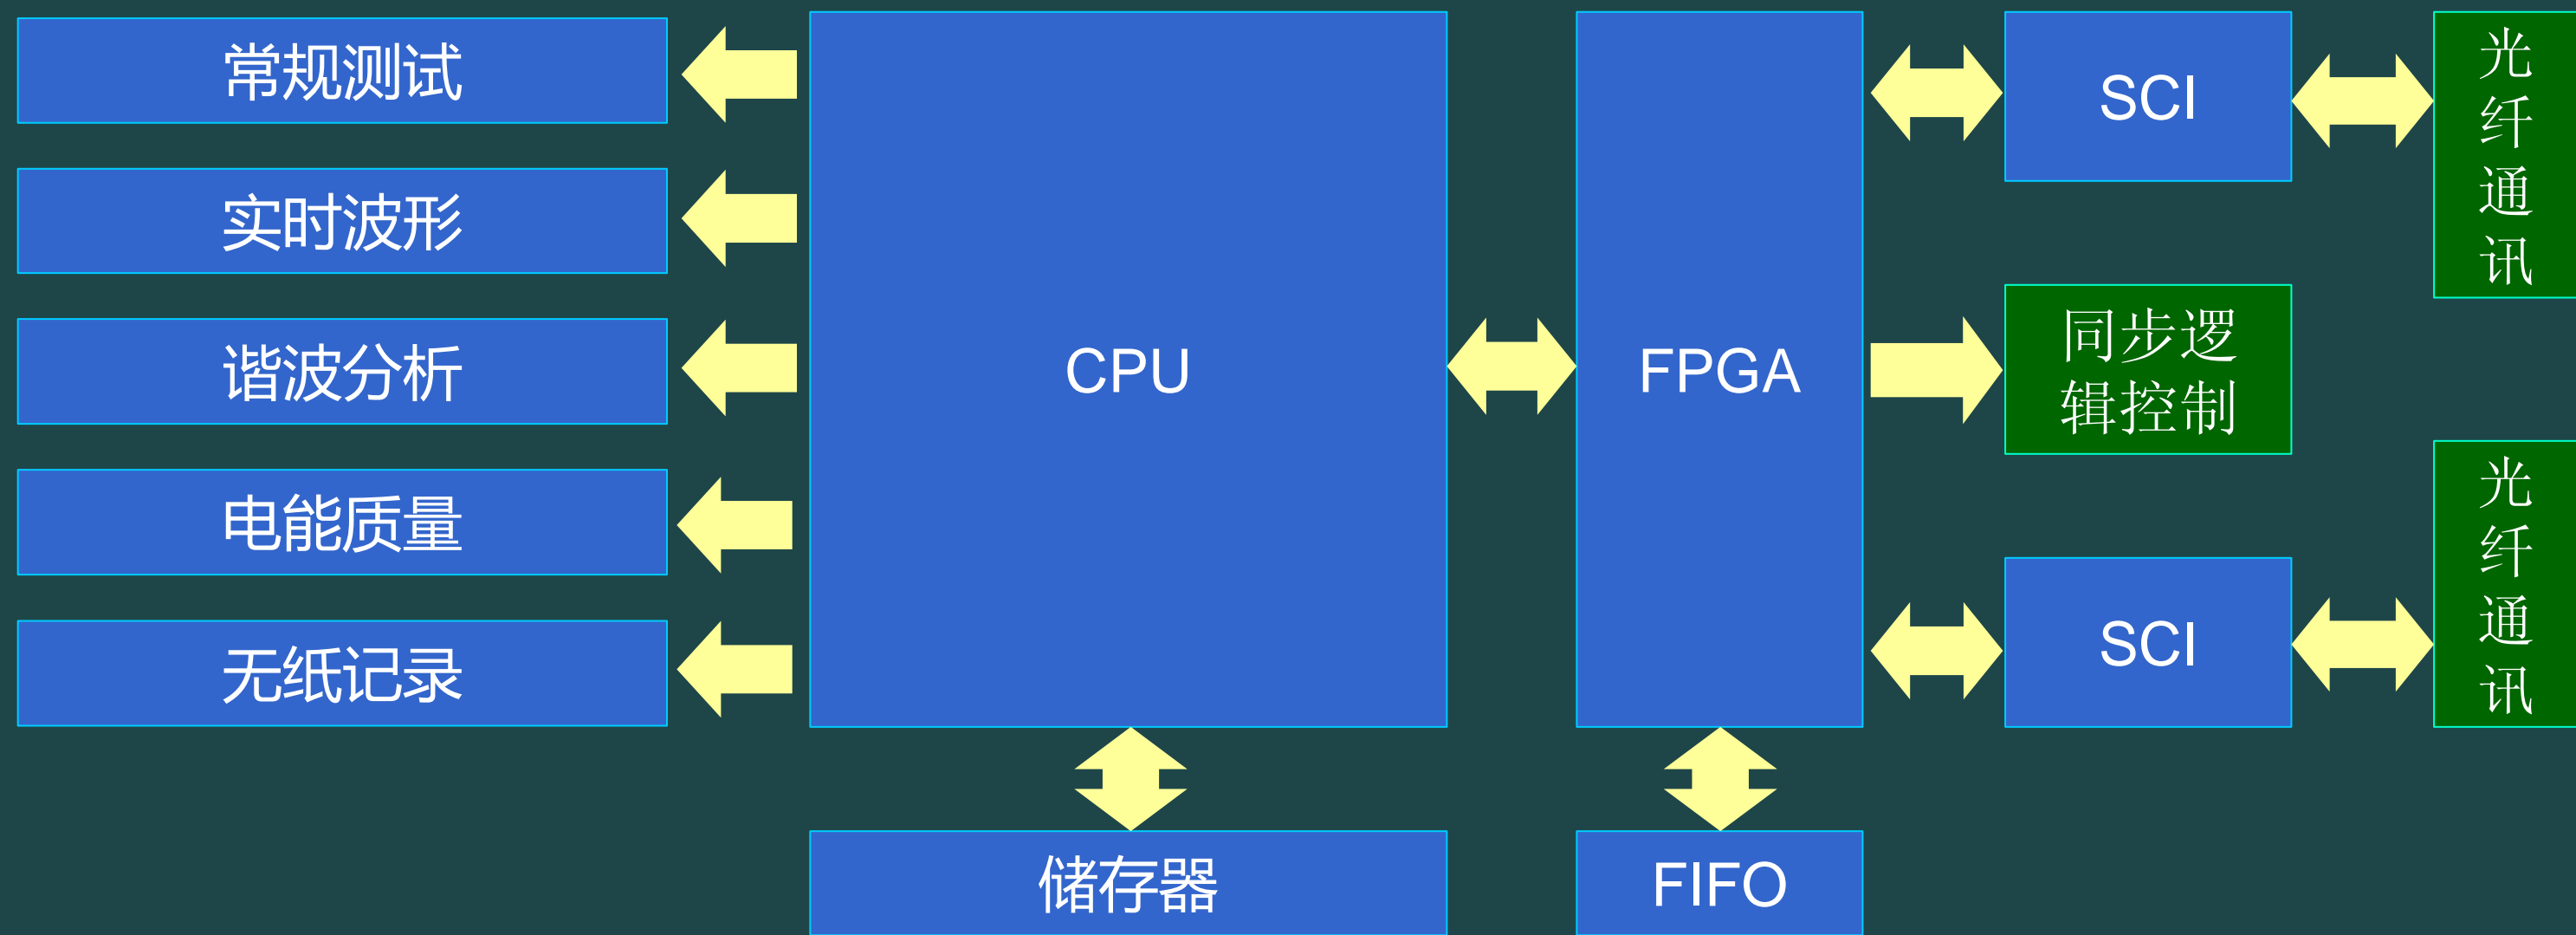 常规测试
实时波形
谐波分析
电能质量
无纸记录
CPU
储存器
FPGA
FIFO
SCI
同步逻
辑控制
SCI
光
纤
通
讯
光
纤
通
讯